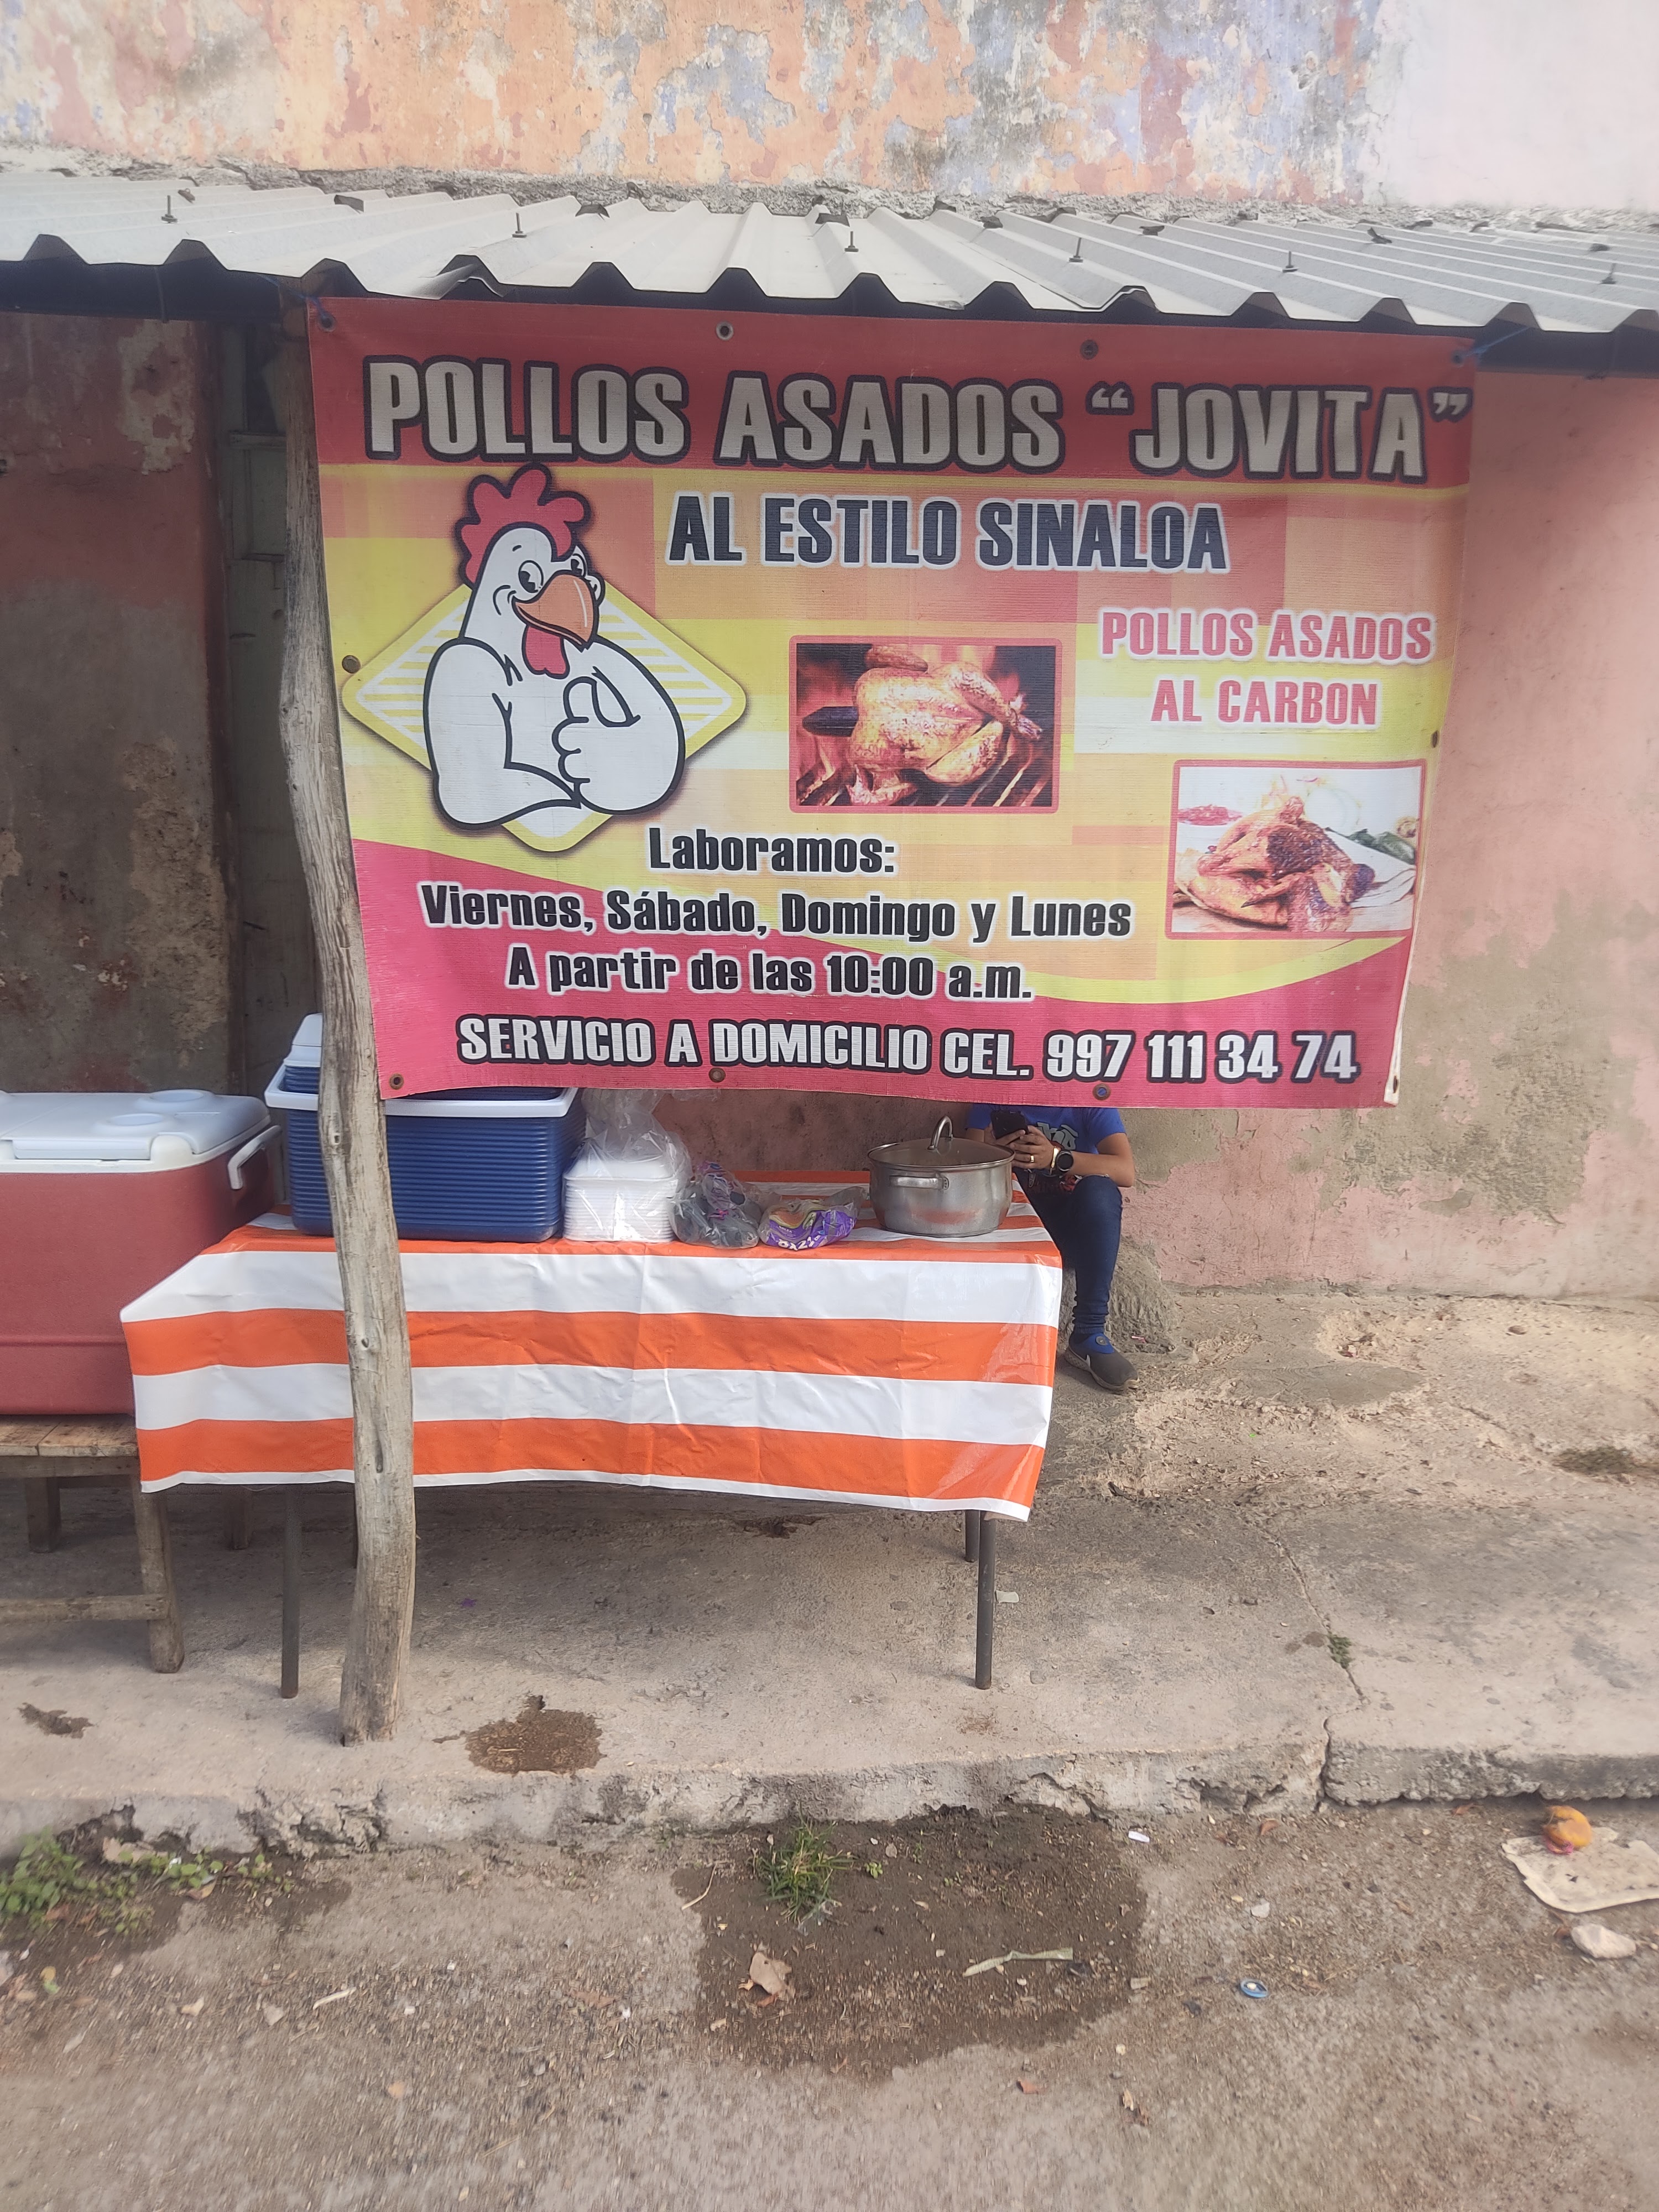 POLLOS ASADOS “JOVITA”
AL ESTILO SINALOA
POLLOS ASADOS
AL CARBON
Laboramos:
Viernes, Sábado, Domingo y Lunes
A partir de las 10:00 a.m.
SERVICIO A DOMICILIO CEL. 997 111 34 74